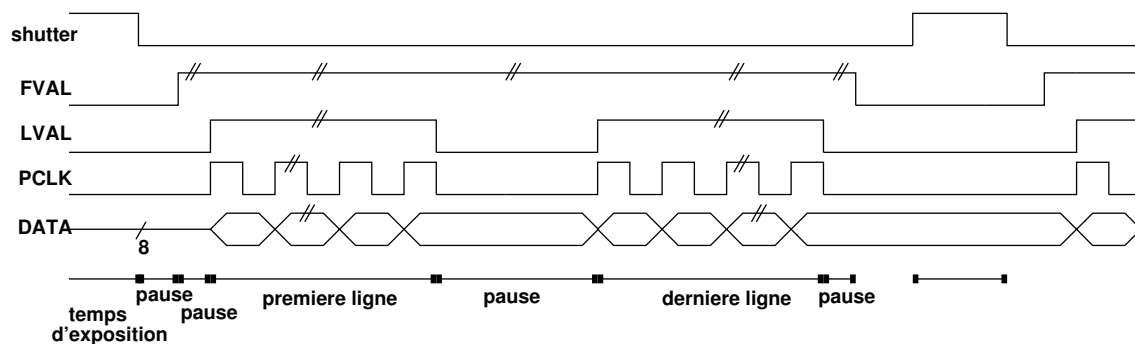 shutter
FVAL
LVAL
PCLK
DATA
8
pause
pause
premiere ligne
pause
derniere ligne
pause
temps
d'exposition